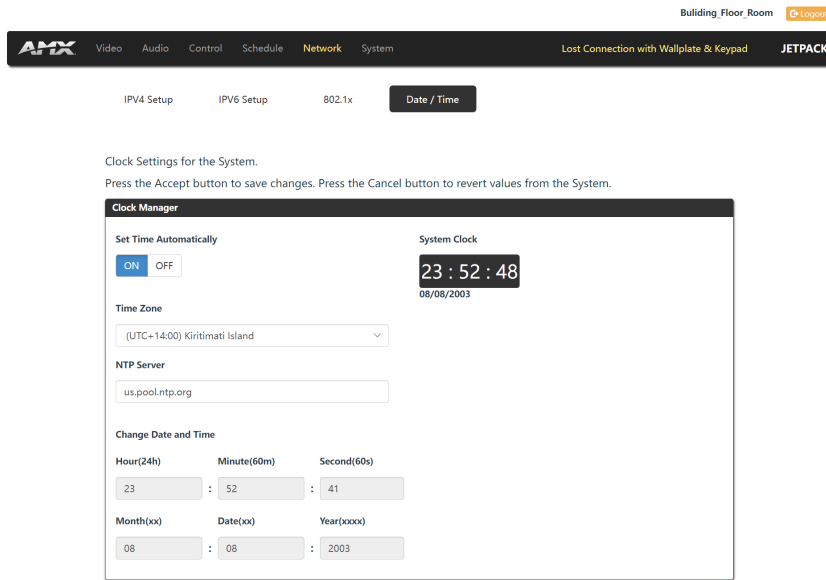 Buliding_Floor_Room Logout
AMX Video Audio Control Schedule Network System Lost Connection with Wallplate & Keypad JETPACK
IPV4 Setup IPV6 Setup 802.1x Date / Time
Clock Settings for the System.
Press the Accept button to save changes. Press the Cancel button to revert values from the System.
Clock Manager
Set Time Automatically System Clock
ON OFF 23 : 52 : 48
08/08/2003
Time Zone
(UTC+14:00) Kiritimati Island
NTP Server
us.pool.ntp.org
Change Date and Time
Hour(24h) Minute(60m) Second(60s)
23 : 52 : 41
Month(xx) Date(xx) Year(xxxx)
08 : 08 : 2003